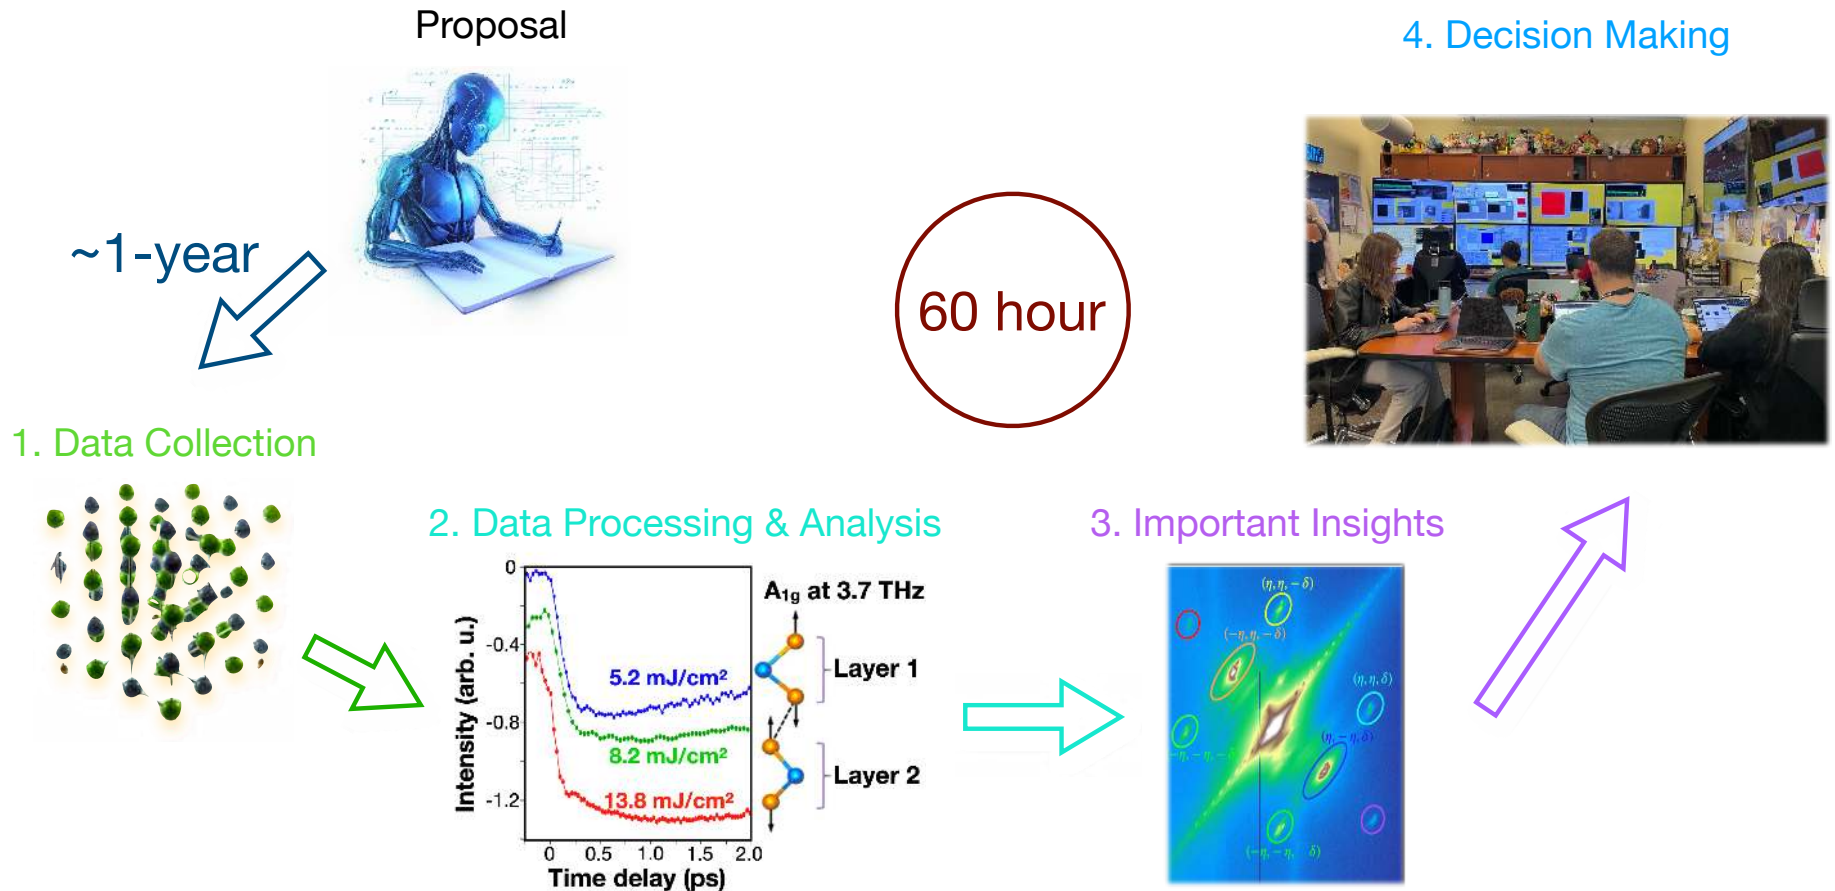 Proposal
4. Decision Making
~1-year
60 hour
1. Data Collection
2. Data Processing & Analysis
3. Important Insights
0
-0.4
-0.8
-1.2
Intensity (arb. u.)
5.2 mJ/cm²
8.2 mJ/cm²
13.8 mJ/cm²
0 0.5 1.0 1.5 2.0
Time delay (ps)
A₁g at 3.7 THz
Layer 1
Layer 2
(η, η, − δ)
(−η, η, − δ)
(η, η, δ)
(η, − η, δ)
(−η, − η, − δ)
(−η, − η, δ)